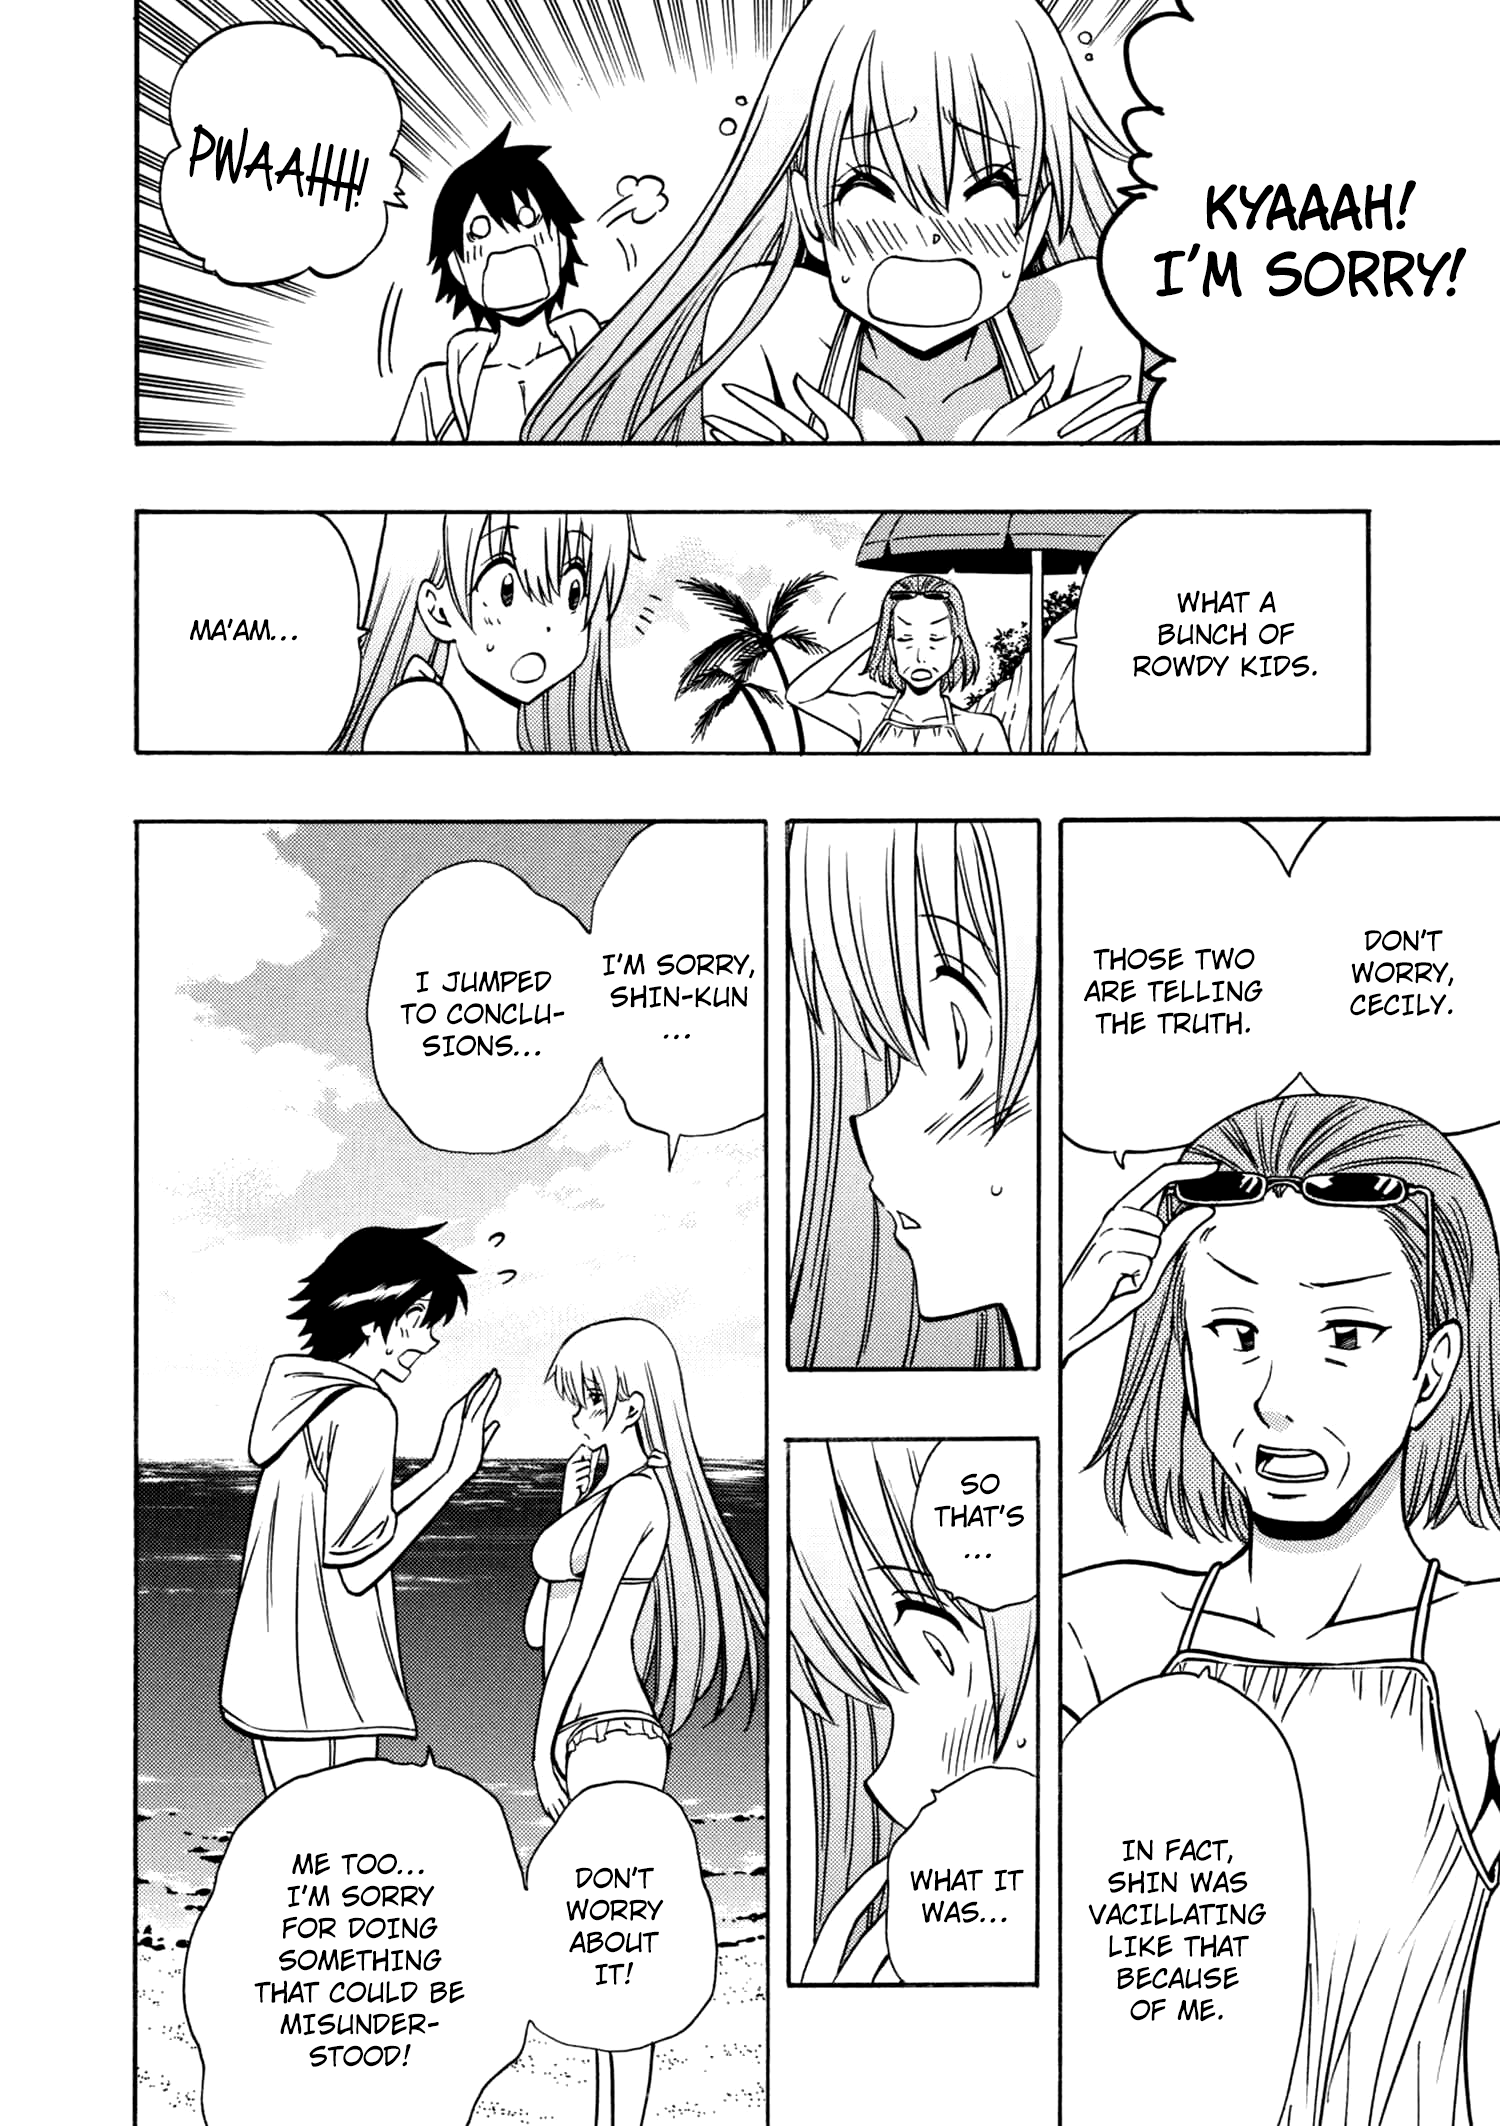 KYAAAH!
I'M SORRY!
PWAAHHH!
WHAT A
BUNCH OF
ROWDY KIDS.
MA'AM...
DON'T
WORRY,
CECILY.
THOSE TWO
ARE TELLING
THE TRUTH.
IN FACT,
SHIN WAS
VACILLATING
LIKE THAT
BECAUSE
OF ME.
SO
THAT'S
...
WHAT IT
WAS...
I'M SORRY,
SHIN-KUN
...
I JUMPED
TO CONCLU-
SIONS...
DON'T
WORRY
ABOUT
IT!
ME TOO...
I'M SORRY
FOR DOING
SOMETHING
THAT COULD BE
MISUNDER-
STOOD!